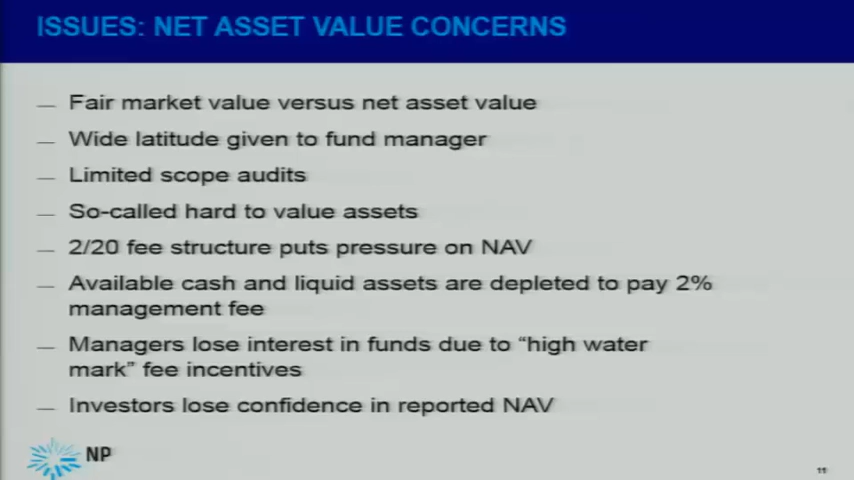 ISSUES: NET ASSET VALUE CONCERNS
— Fair market value versus net asset value
— Wide latitude given to fund manager
— Limited scope audits
— So-called hard to value assets
— 2/20 fee structure puts pressure on NAV
— Available cash and liquid assets are depleted to pay 2%
management fee
— Managers lose interest in funds due to “high water
mark” fee incentives
— Investors lose confidence in reported NAV
NP
11